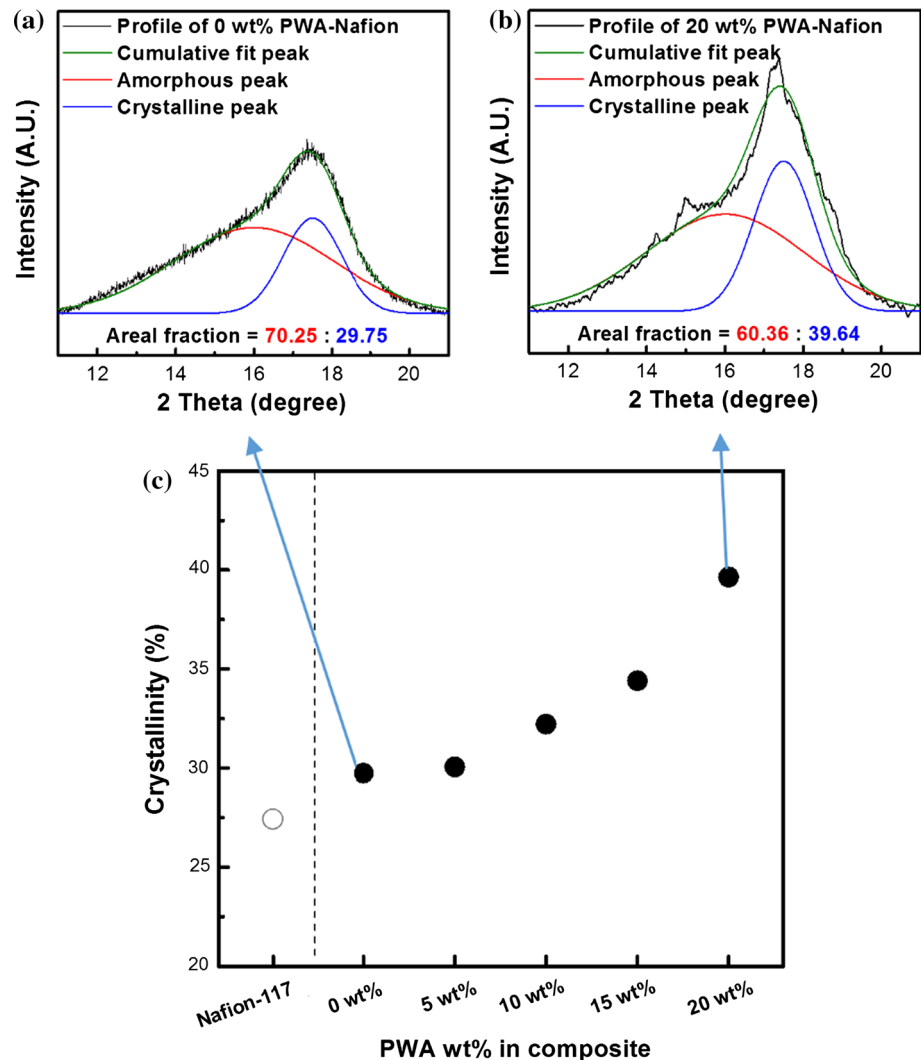 (a)
Profile of 0 wt% PWA-Nafion
Cumulative fit peak
Amorphous peak
Crystalline peak
Intensity (A.U.)
Areal fraction = 70.25 : 29.75
12 14 16 18 20
2 Theta (degree)
(b)
Profile of 20 wt% PWA-Nafion
Cumulative fit peak
Amorphous peak
Crystalline peak
Intensity (A.U.)
Areal fraction = 60.36 : 39.64
12 14 16 18 20
2 Theta (degree)
(c)
Crystallinity (%)
45
40
35
30
25
20
Nafion-117 0 wt% 5 wt% 10 wt% 15 wt% 20 wt%
PWA wt% in composite